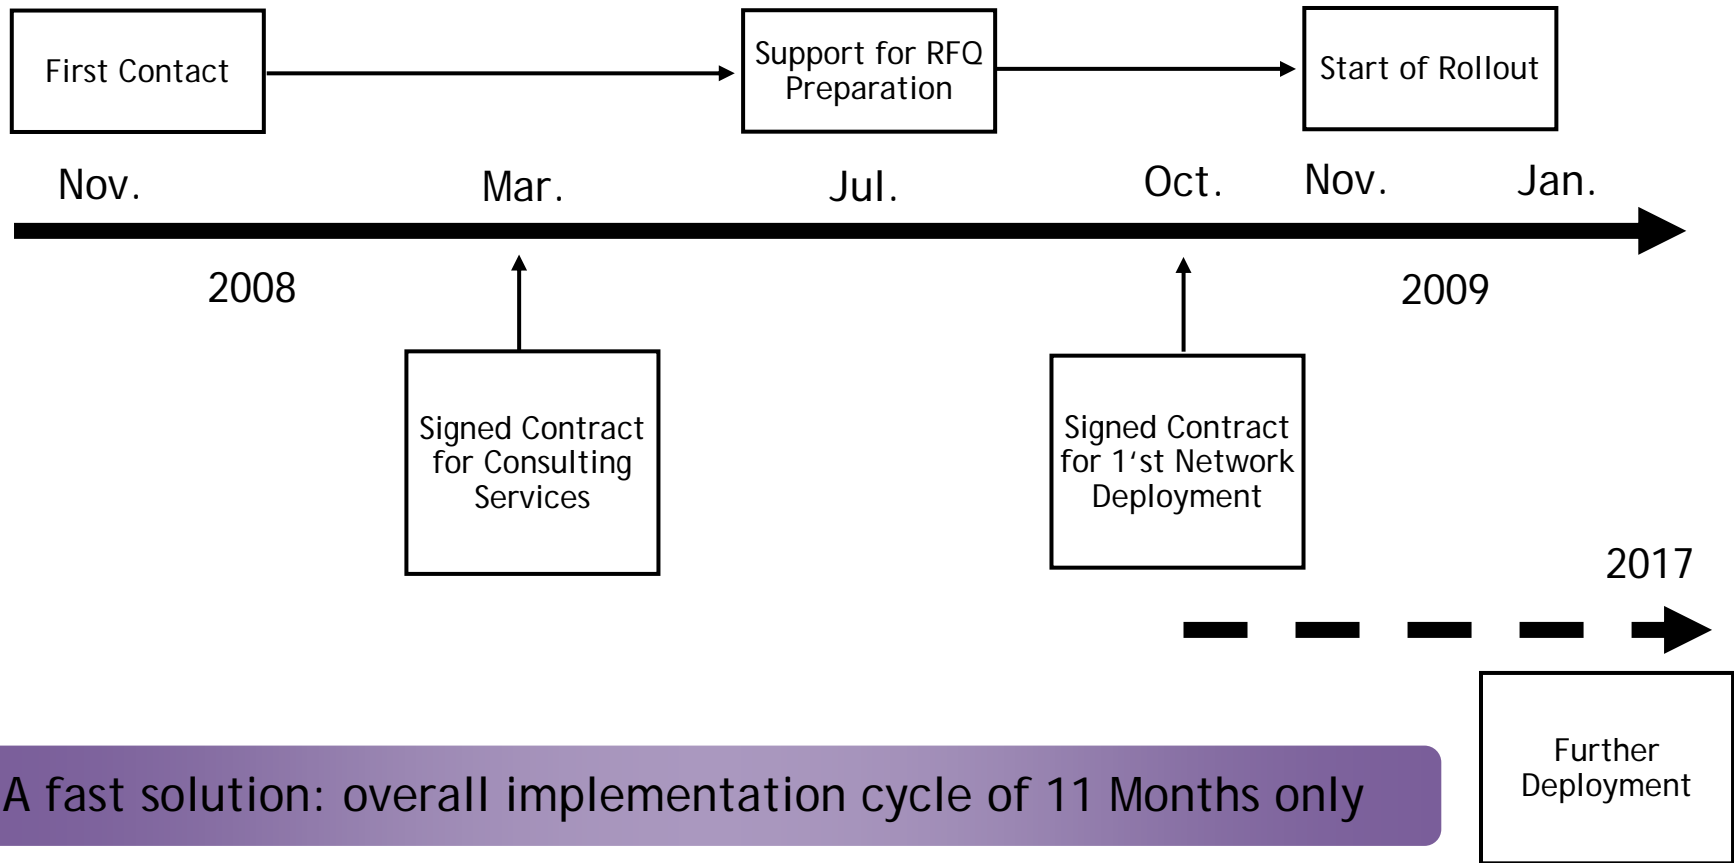 First Contact
Support for RFQ
Preparation
Start of Rollout
Nov.
Mar.
Jul.
Oct.
Nov.
Jan.
2008
2009
Signed Contract
for Consulting
Services
Signed Contract
for 1‘st Network
Deployment
2017
Further
Deployment
A fast solution: overall implementation cycle of 11 Months only